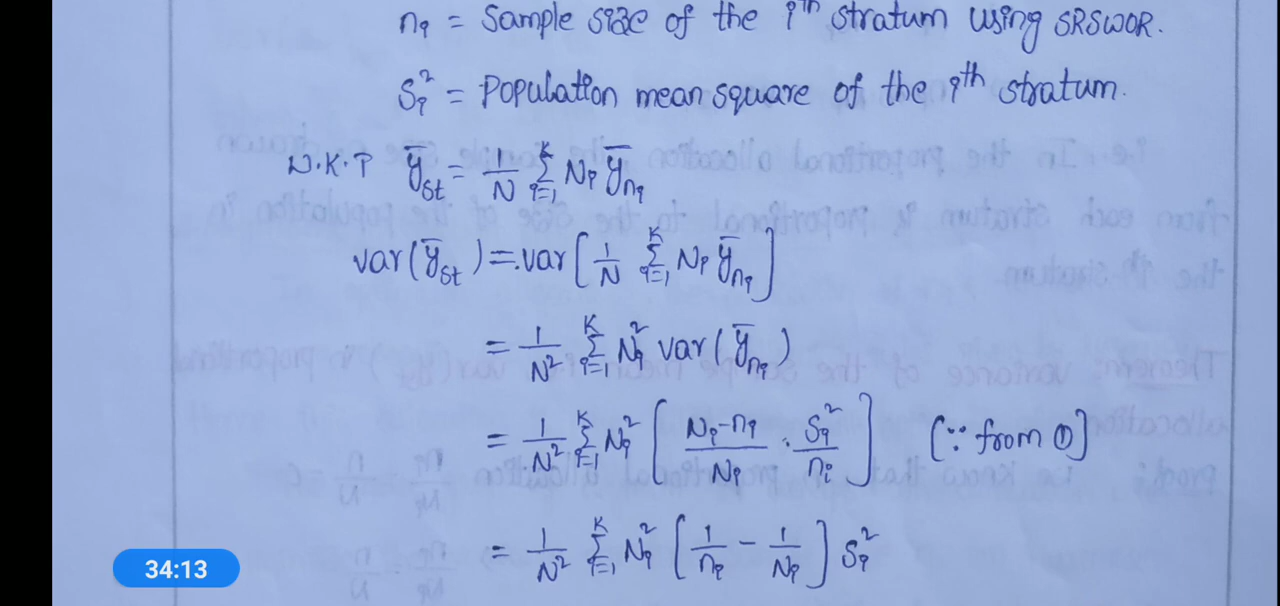 nᵢ = Sample size of the iᵗʰ stratum using SRSWOR.
Sᵢ² = Population mean square of the iᵗʰ stratum.
W.K.T ȳ_st = 1/N Σ_{i=1}^{K} Nᵢ ȳ_{nᵢ}
var(ȳ_st) = var[1/N Σ_{i=1}^{K} Nᵢ ȳ_{nᵢ}]
= 1/N² Σ_{i=1}^{K} Nᵢ² var(ȳ_{nᵢ})
= 1/N² Σ_{i=1}^{K} Nᵢ² [(Nᵢ-nᵢ)/Nᵢ · Sᵢ²/nᵢ] [∵ from ①]
= 1/N² Σ_{i=1}^{K} Nᵢ² [1/nᵢ - 1/Nᵢ] Sᵢ²
34:13